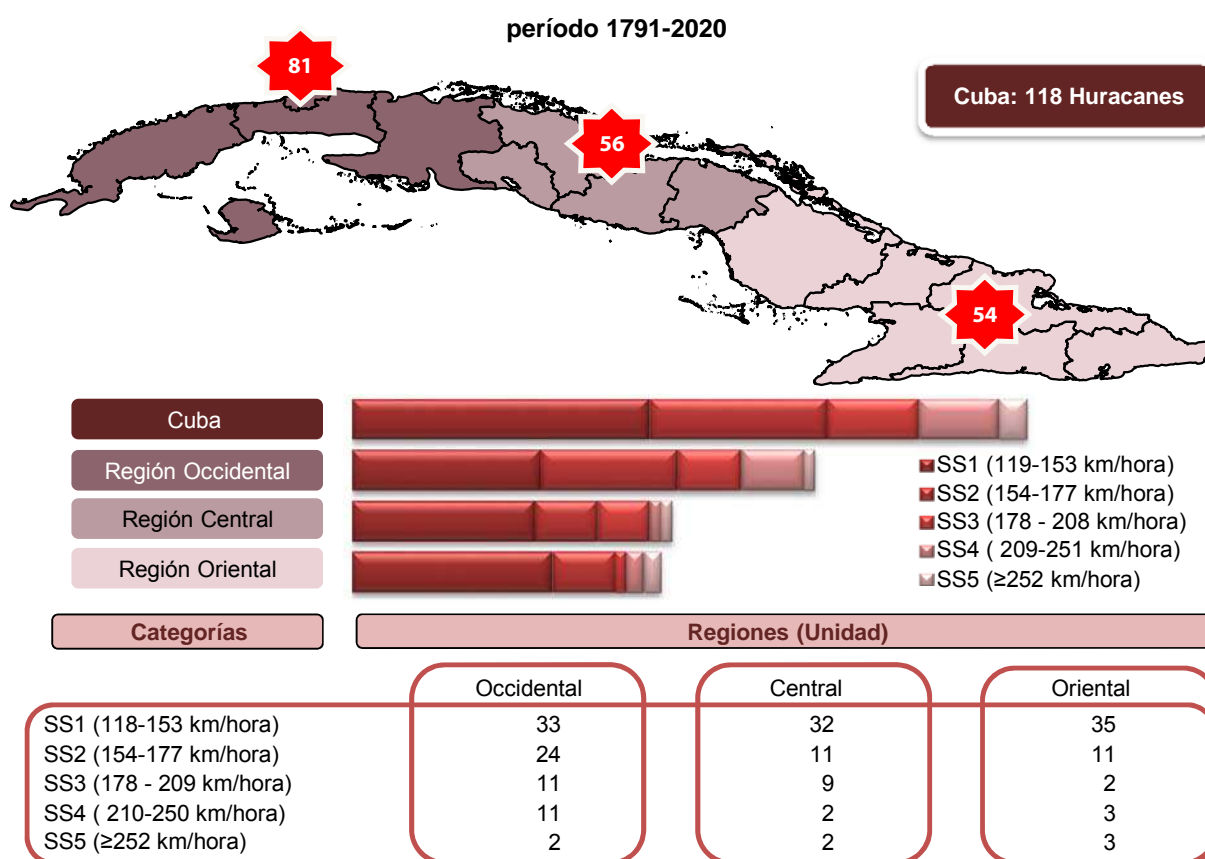 período 1791-2020
81
Cuba: 118 Huracanes
56
54
Cuba
Región Occidental
Región Central
Región Oriental
SS1 (119-153 km/hora)
SS2 (154-177 km/hora)
SS3 (178 - 208 km/hora)
SS4 ( 209-251 km/hora)
SS5 (≥252 km/hora)
Categorías Regiones (Unidad)
Occidental Central Oriental
SS1 (118-153 km/hora) 33 32 35
SS2 (154-177 km/hora) 24 11 11
SS3 (178 - 209 km/hora) 11 9 2
SS4 ( 210-250 km/hora) 11 2 3
SS5 (≥252 km/hora) 2 2 3